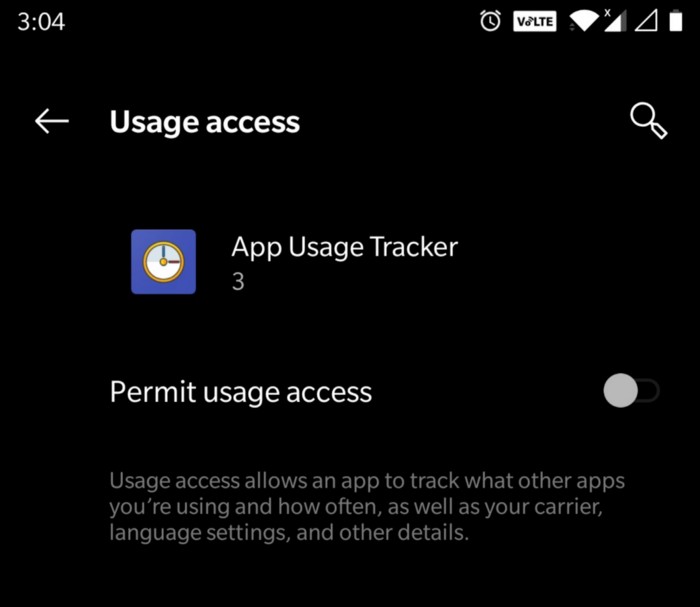 3:04
VoLTE
x
Usage access
App Usage Tracker
3
Permit usage access
Usage access allows an app to track what other apps
you're using and how often, as well as your carrier,
language settings, and other details.